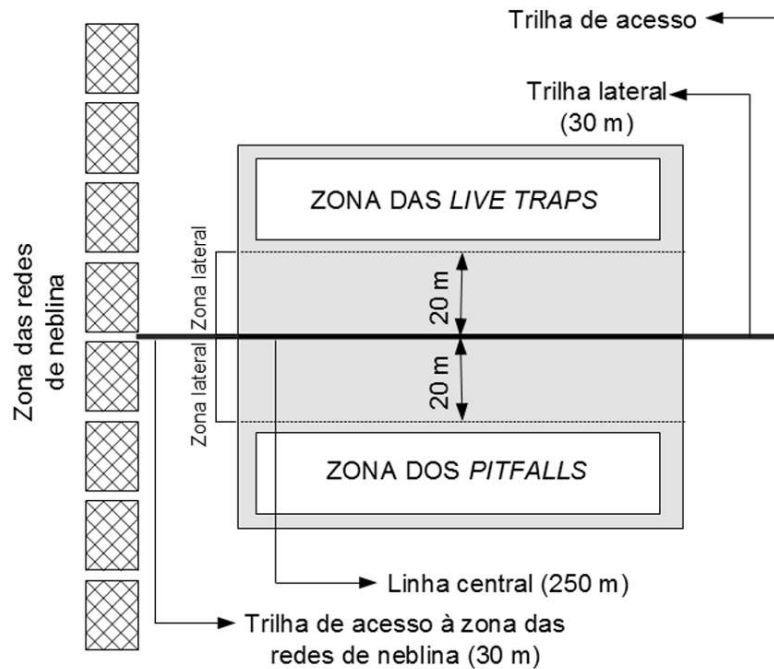 Trilha de acesso
Trilha lateral
(30 m)
ZONA DAS LIVE TRAPS
Zona das redes
de neblina
Zona lateral
20 m
Zona lateral
20 m
ZONA DOS PITFALLS
Linha central (250 m)
Trilha de acesso à zona das
redes de neblina (30 m)